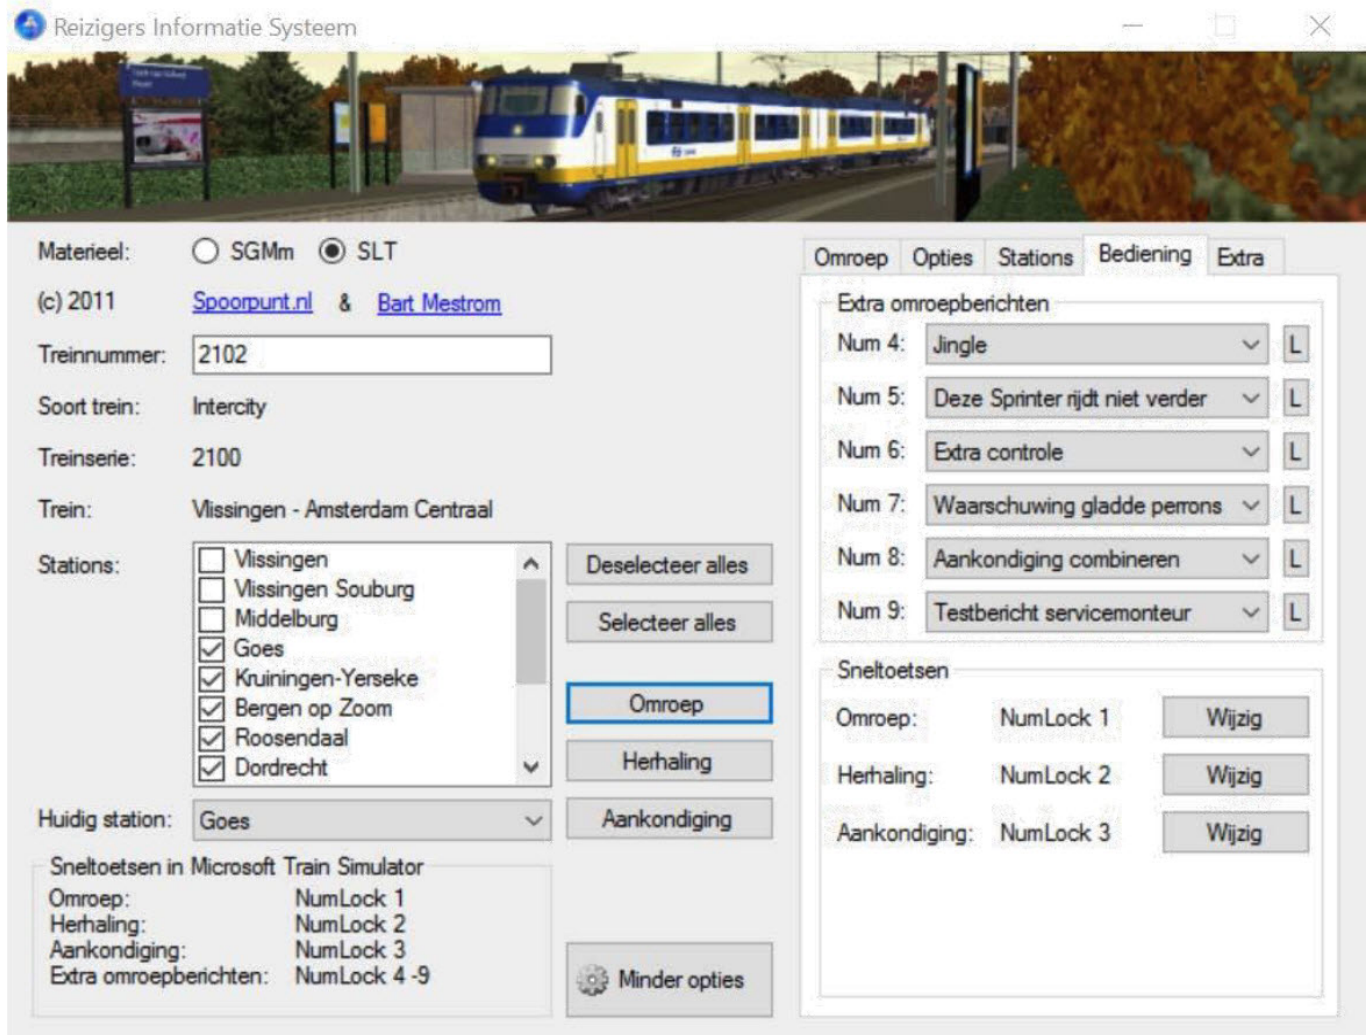 Reizigers Informatie Systeem
Materieel: SGMm SLT
(c) 2011 Spoorpunt.nl & Bart Mestrom
Treinnummer: 2102
Soort trein: Intercity
Treinserie: 2100
Trein: Vlissingen - Amsterdam Centraal
Stations:
Vlissingen
Vlissingen Souburg
Middelburg
Goes
Kruiningen-Yerseke
Bergen op Zoom
Roosendaal
Dordrecht
Deselecteer alles
Selecteer alles
Omroep
Herhaling
Aankondiging
Huidig station: Goes
Sneltoetsen in Microsoft Train Simulator
Omroep: NumLock 1
Herhaling: NumLock 2
Aankondiging: NumLock 3
Extra omroepberichten: NumLock 4 -9
Minder opties
Omroep Opties Stations Bediening Extra
Extra omroepberichten
Num 4: Jingle L
Num 5: Deze Sprinter rijdt niet verder L
Num 6: Extra controle L
Num 7: Waarschuwing gladde perrons L
Num 8: Aankondiging combineren L
Num 9: Testbericht servicemonteur L
Sneltoetsen
Omroep: NumLock 1 Wijzig
Herhaling: NumLock 2 Wijzig
Aankondiging: NumLock 3 Wijzig